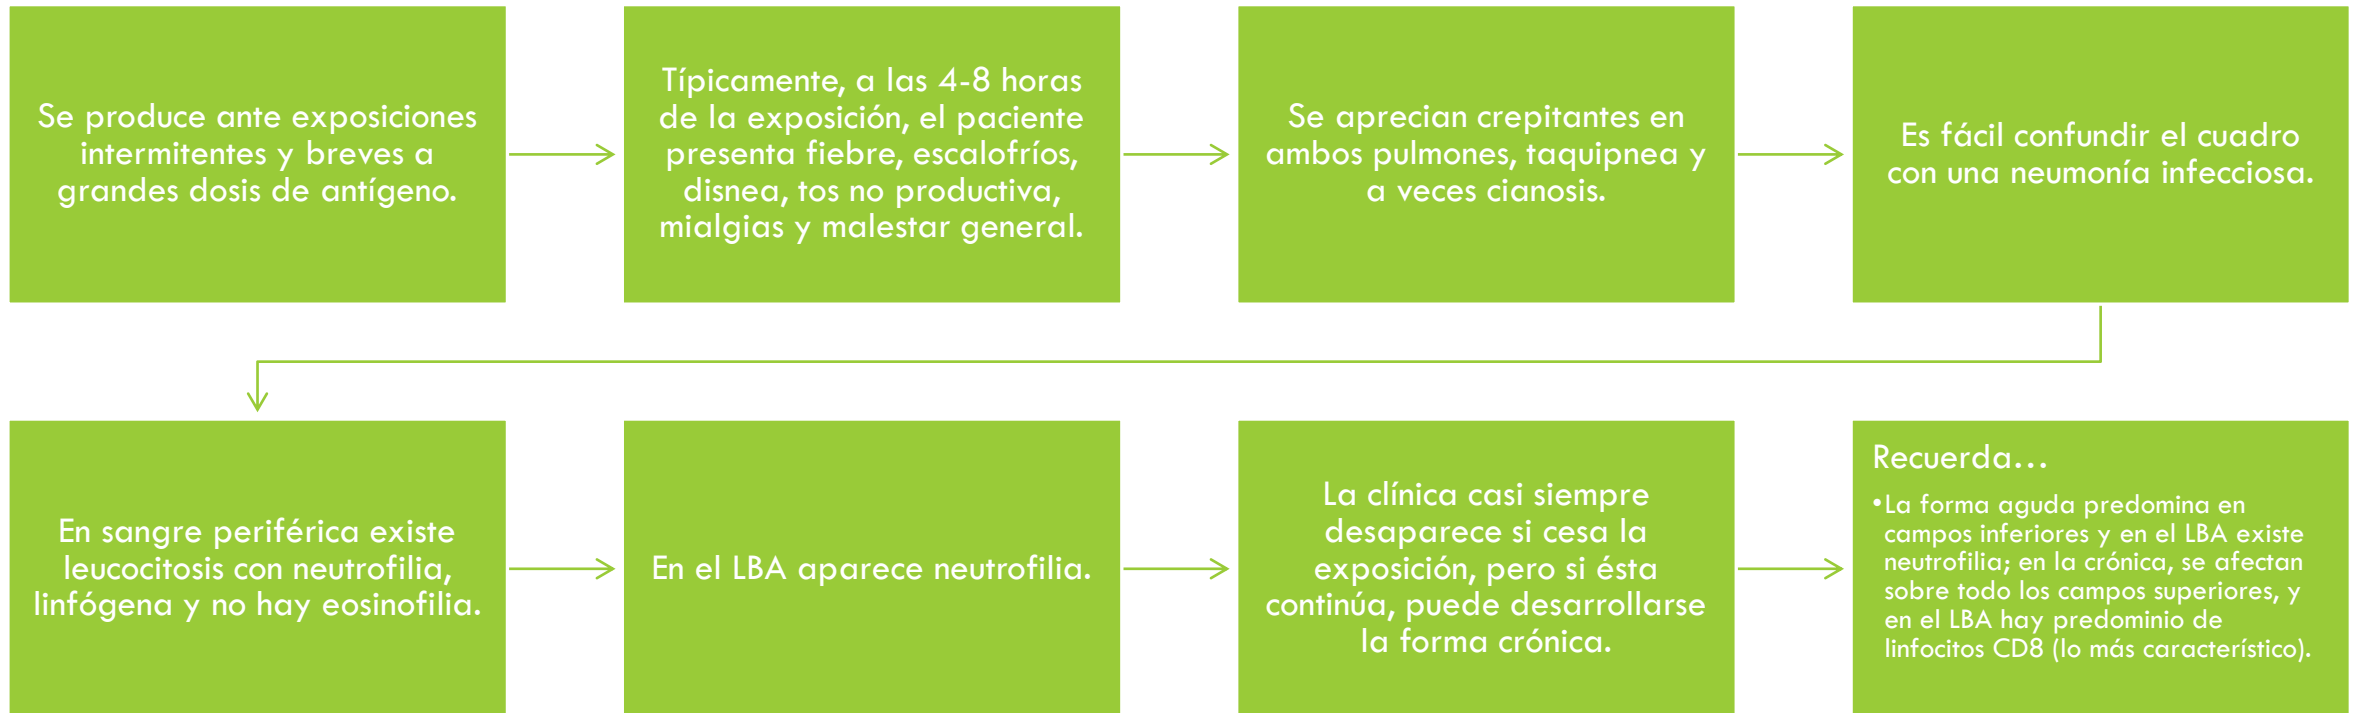 Se produce ante exposiciones
intermitentes y breves a
grandes dosis de antígeno.
Típicamente, a las 4-8 horas
de la exposición, el paciente
presenta fiebre, escalofríos,
disnea, tos no productiva,
mialgias y malestar general.
Se aprecian crepitantes en
ambos pulmones, taquipnea y
a veces cianosis.
Es fácil confundir el cuadro
con una neumonía infecciosa.
En sangre periférica existe
leucocitosis con neutrofilia,
linfógena y no hay eosinofilia.
En el LBA aparece neutrofilia.
La clínica casi siempre
desaparece si cesa la
exposición, pero si ésta
continúa, puede desarrollarse
la forma crónica.
Recuerda…
•La forma aguda predomina en
campos inferiores y en el LBA existe
neutrofilia; en la crónica, se afectan
sobre todo los campos superiores, y
en el LBA hay predominio de
linfocitos CD8 (lo más característico).